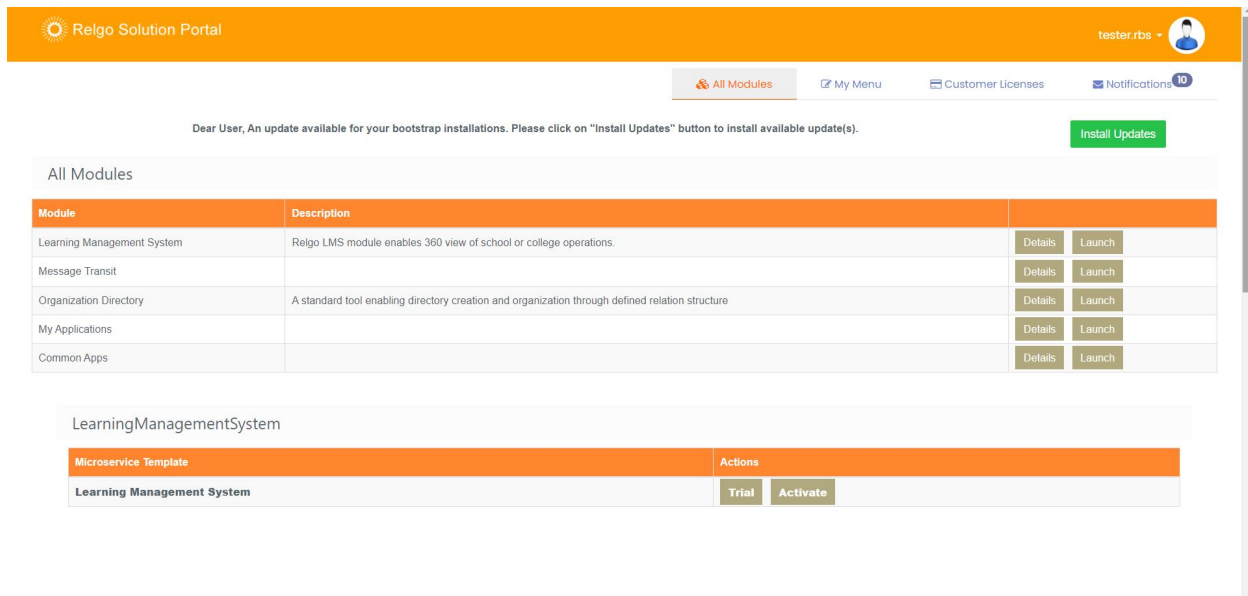 Relgo Solution Portal
tester.rbs
All Modules
My Menu
Customer Licenses
Notifications 10
Dear User, An update available for your bootstrap installations. Please click on "Install Updates" button to install available update(s).
Install Updates
All Modules
Module Description
Learning Management System Relgo LMS module enables 360 view of school or college operations. Details Launch
Message Transit Details Launch
Organization Directory A standard tool enabling directory creation and organization through defined relation structure Details Launch
My Applications Details Launch
Common Apps Details Launch
LearningManagementSystem
Microservice Template Actions
Learning Management System Trial Activate